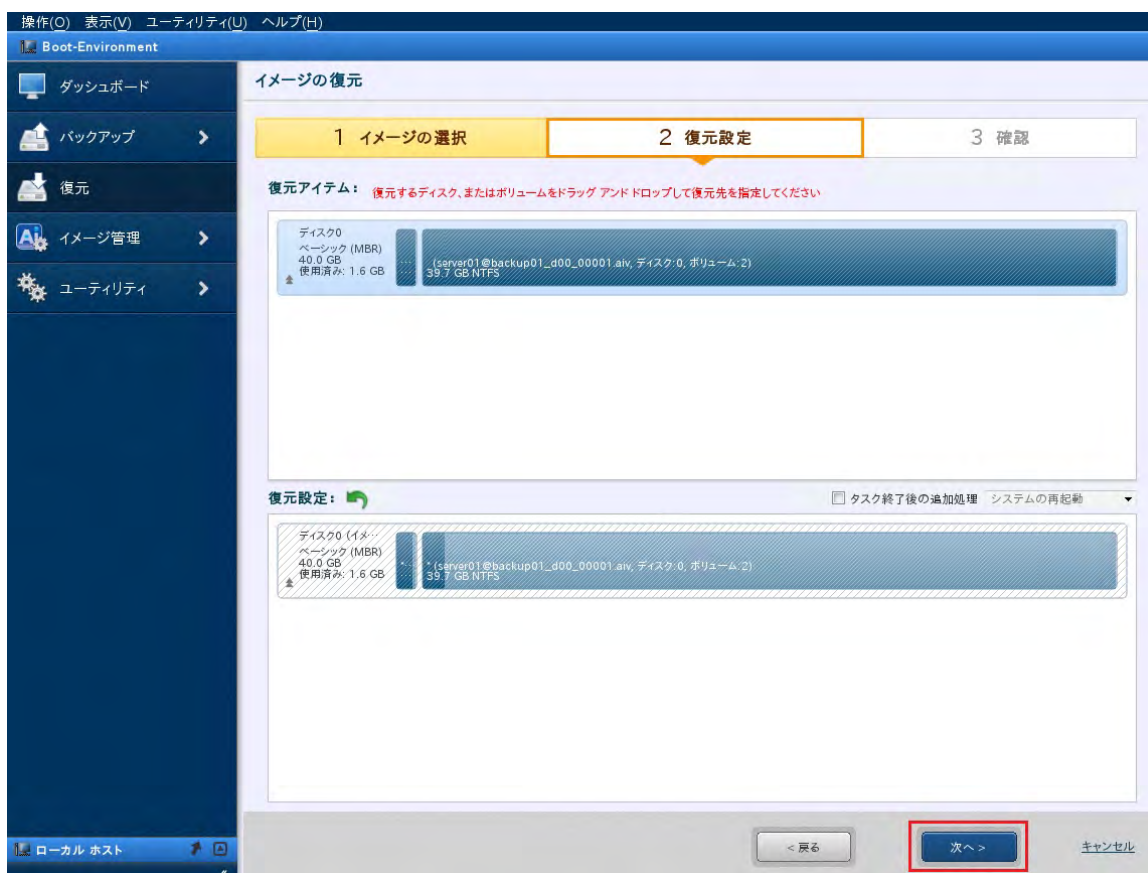 操作(O) 表示(V) ユーティリティ(U) ヘルプ(H)
Boot-Environment
ダッシュボード
バックアップ
復元
イメージ管理
ユーティリティ
イメージの復元
1 イメージの選択
2 復元設定
3 確認
復元アイテム: 復元するディスク、またはボリュームをドラッグ アンド ドロップして復元先を指定してください
ディスク0
ベーシック (MBR)
40.0 GB
使用済み: 1.6 GB
(server01@backup01_d00_00001.aiv, ディスク:0, ボリューム:2)
39.7 GB NTFS
復元設定:
タスク終了後の追加処理 システムの再起動
ディスク0 (イメ…
ベーシック (MBR)
40.0 GB
使用済み: 1.6 GB
* (server01@backup01_d00_00001.aiv, ディスク:0, ボリューム:2)
39.7 GB NTFS
ローカル ホスト
< 戻る
次へ >
キャンセル